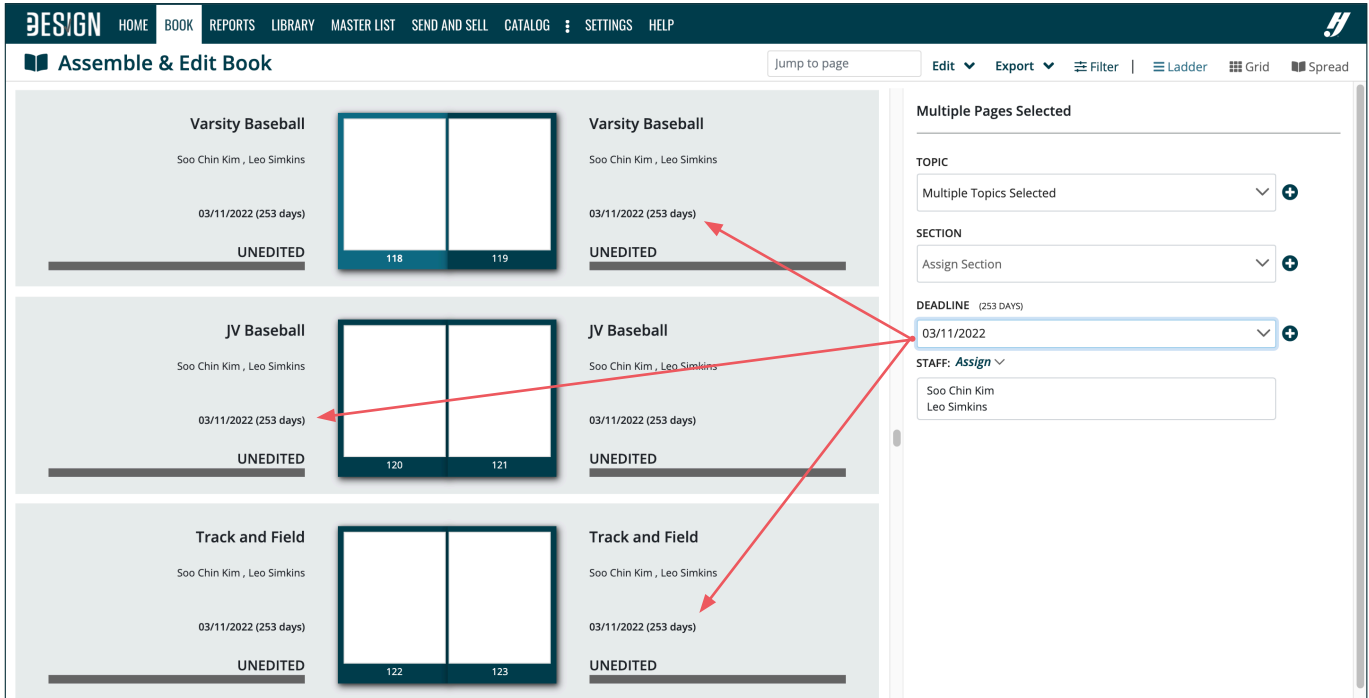 DESIGN HOME BOOK REPORTS LIBRARY MASTER LIST SEND AND SELL CATALOG SETTINGS HELP
Assemble & Edit Book
Jump to page Edit Export Filter | Ladder Grid Spread
Varsity Baseball
Soo Chin Kim , Leo Simkins
03/11/2022 (253 days)
UNEDITED
118 119
Varsity Baseball
Soo Chin Kim , Leo Simkins
03/11/2022 (253 days)
UNEDITED
JV Baseball
Soo Chin Kim , Leo Simkins
03/11/2022 (253 days)
UNEDITED
120 121
JV Baseball
Soo Chin Kim , Leo Simkins
03/11/2022 (253 days)
UNEDITED
Track and Field
Soo Chin Kim , Leo Simkins
03/11/2022 (253 days)
UNEDITED
122 123
Track and Field
Soo Chin Kim , Leo Simkins
03/11/2022 (253 days)
UNEDITED
Multiple Pages Selected
TOPIC
Multiple Topics Selected
SECTION
Assign Section
DEADLINE (253 DAYS)
03/11/2022
STAFF: Assign
Soo Chin Kim
Leo Simkins